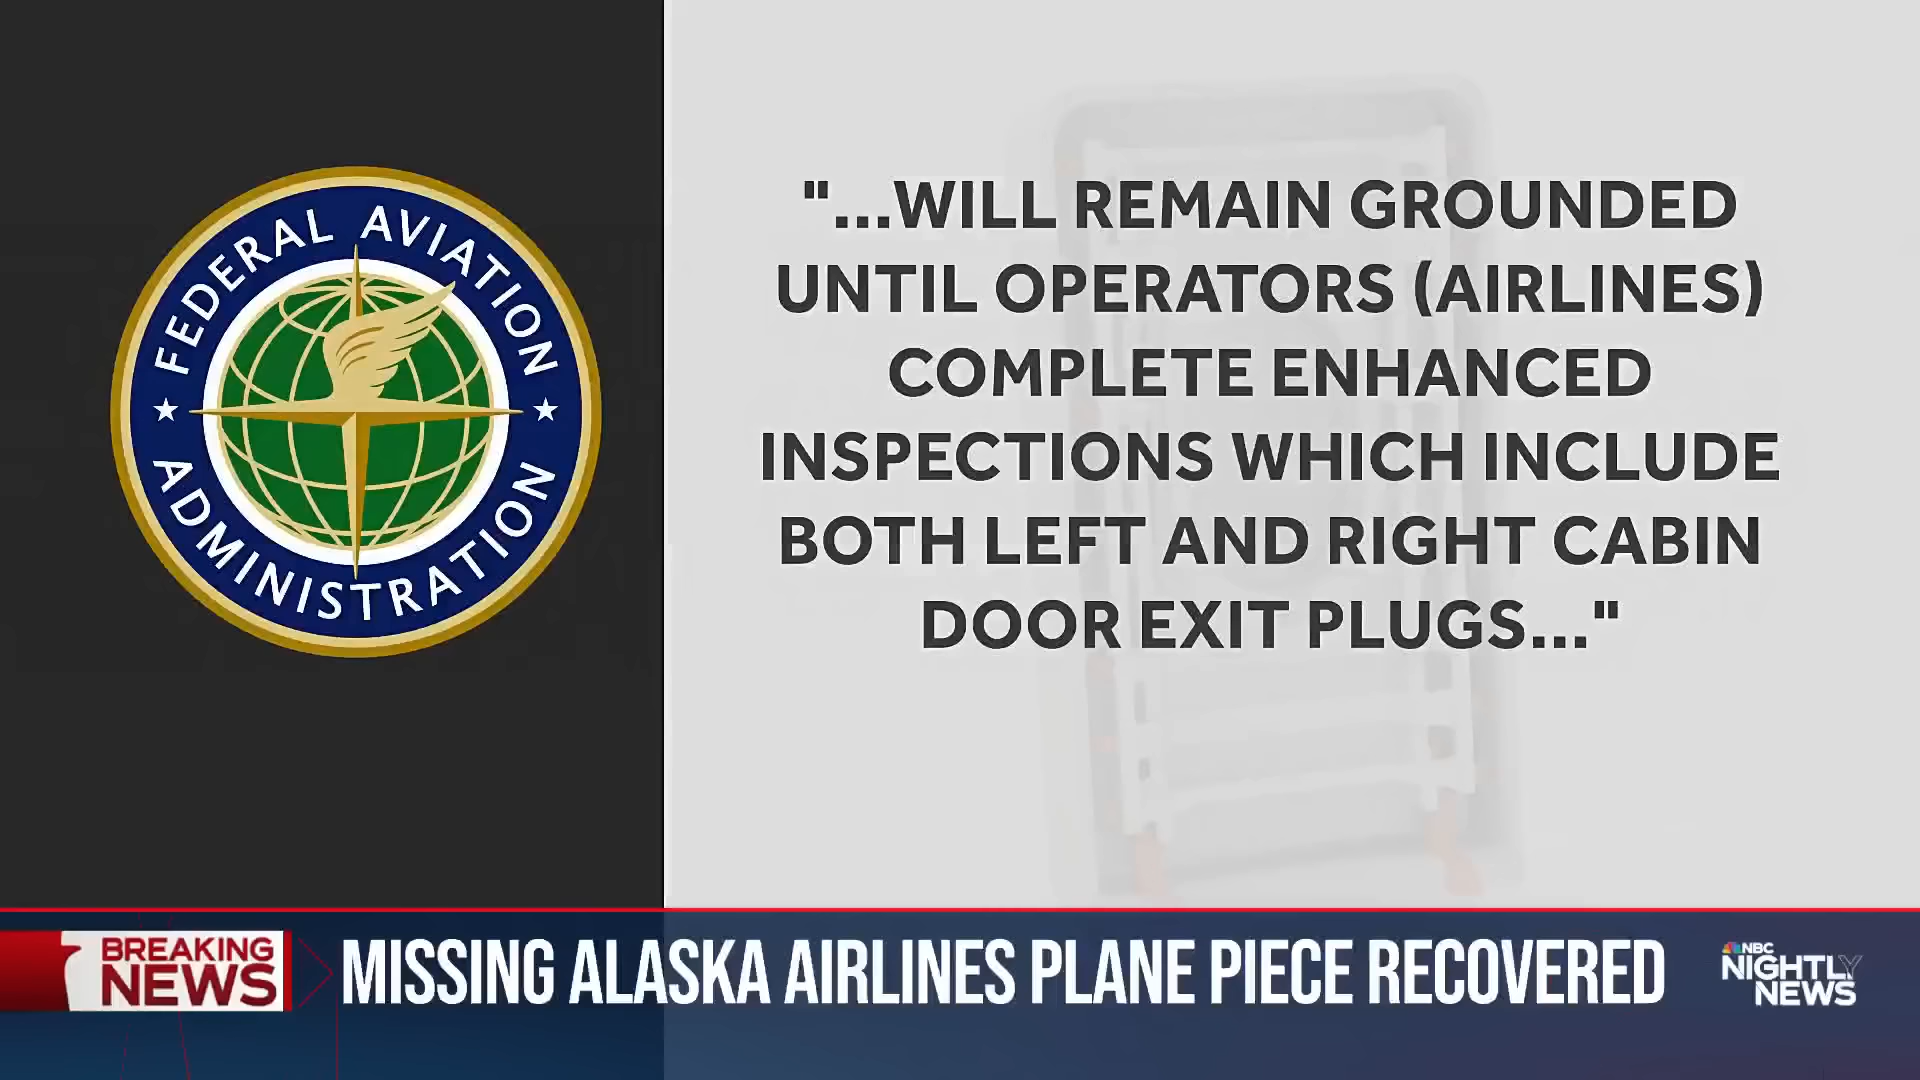 FEDERAL AVIATION
ADMINISTRATION
"...WILL REMAIN GROUNDED
UNTIL OPERATORS (AIRLINES)
COMPLETE ENHANCED
INSPECTIONS WHICH INCLUDE
BOTH LEFT AND RIGHT CABIN
DOOR EXIT PLUGS..."
BREAKING
NEWS
MISSING ALASKA AIRLINES PLANE PIECE RECOVERED
NBC
NIGHTLY
NEWS